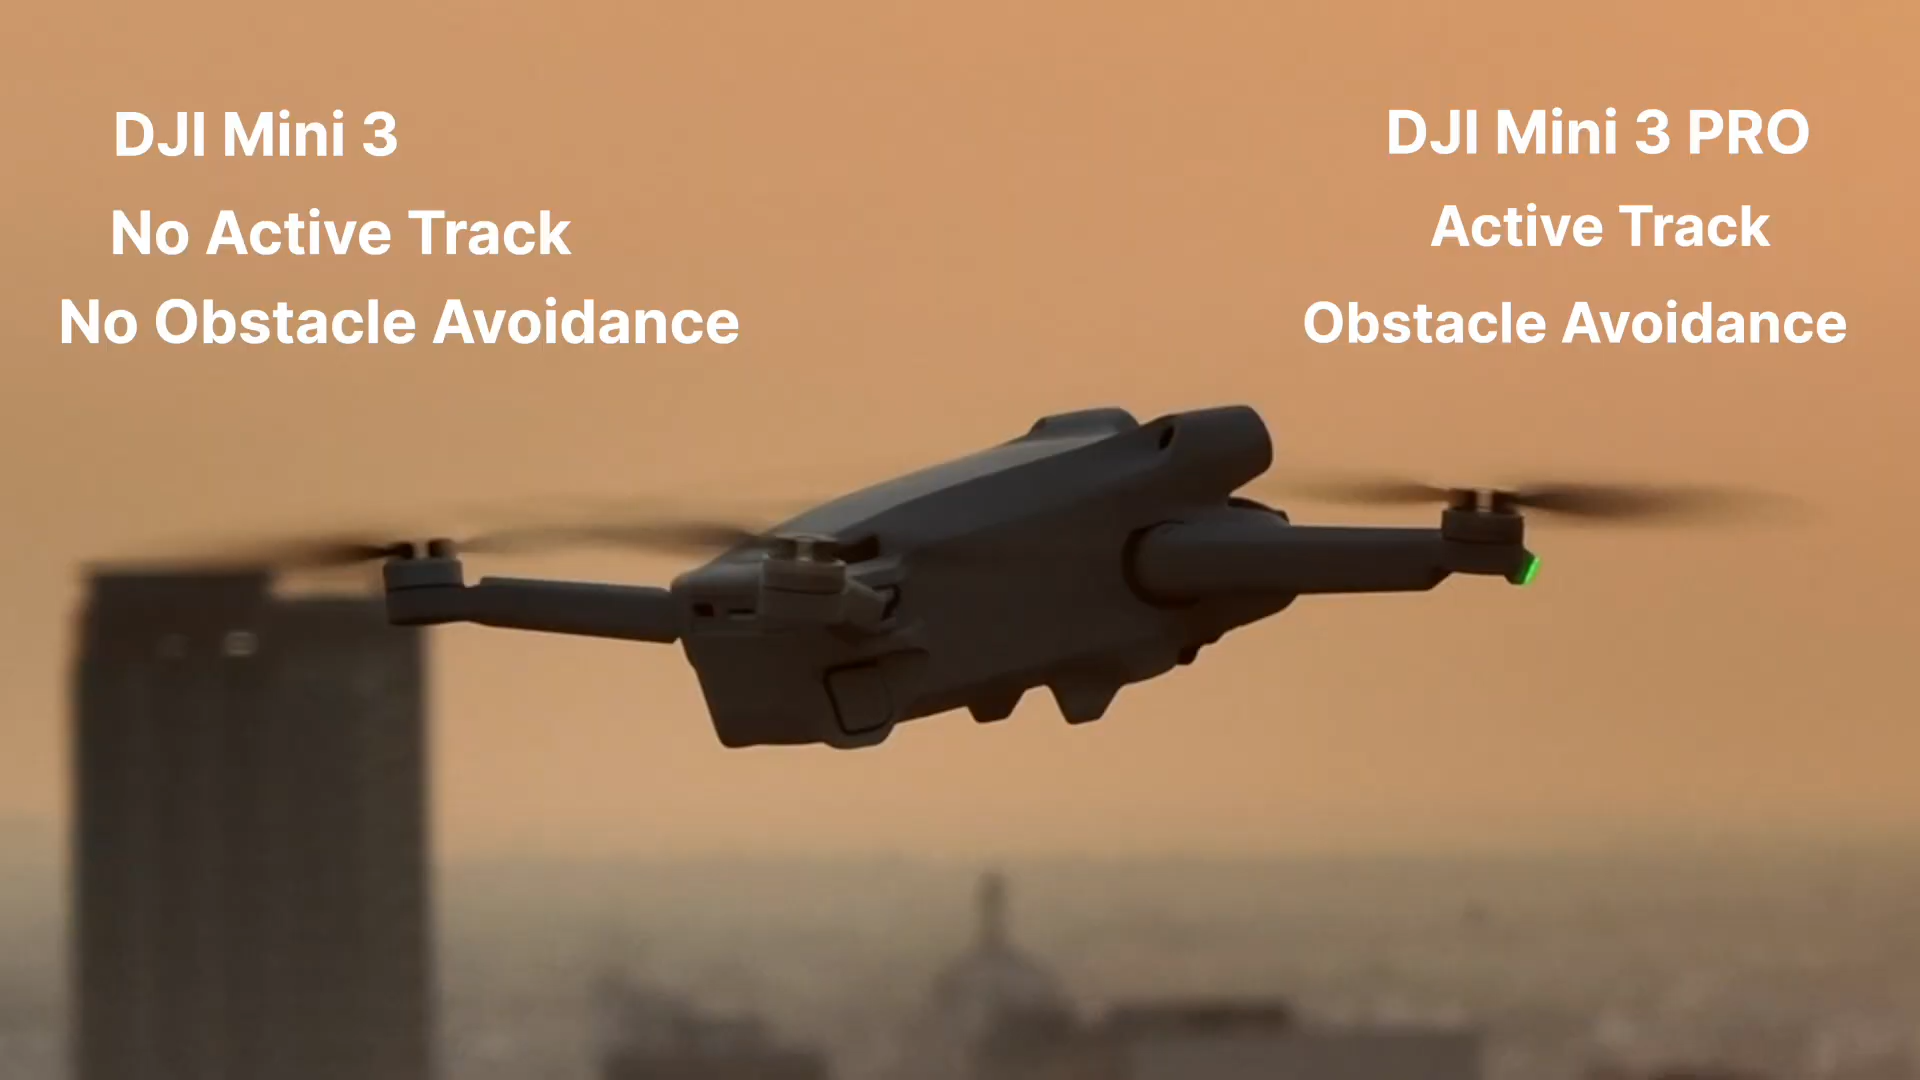 DJI Mini 3
No Active Track
No Obstacle Avoidance
DJI Mini 3 PRO
Active Track
Obstacle Avoidance